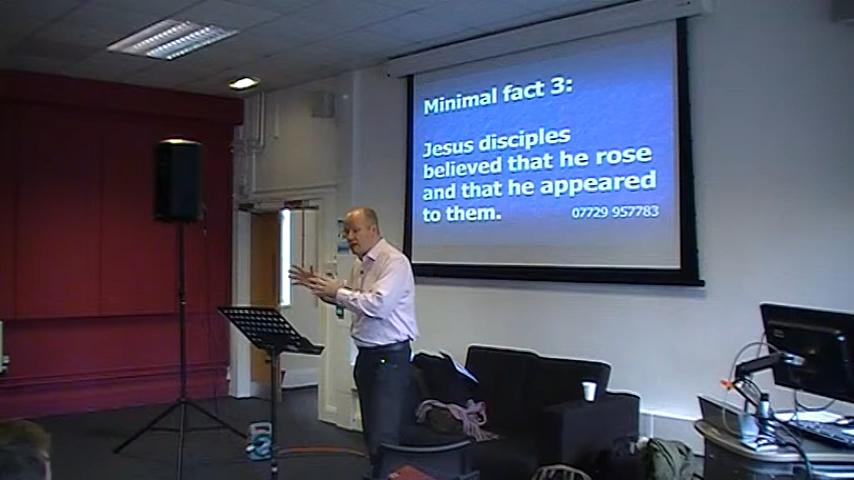 Minimal fact 3:
Jesus disciples
believed that he rose
and that he appeared
to them.
07729 957783